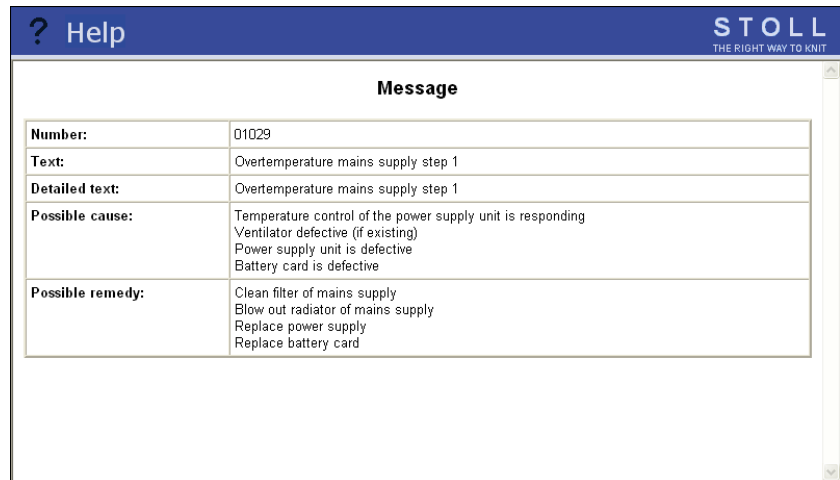 ? Help
STOLL
THE RIGHT WAY TO KNIT
Message
Number: 01029
Text: Overtemperature mains supply step 1
Detailed text: Overtemperature mains supply step 1
Possible cause: Temperature control of the power supply unit is responding
Ventilator defective (if existing)
Power supply unit is defective
Battery card is defective
Possible remedy: Clean filter of mains supply
Blow out radiator of mains supply
Replace power supply
Replace battery card